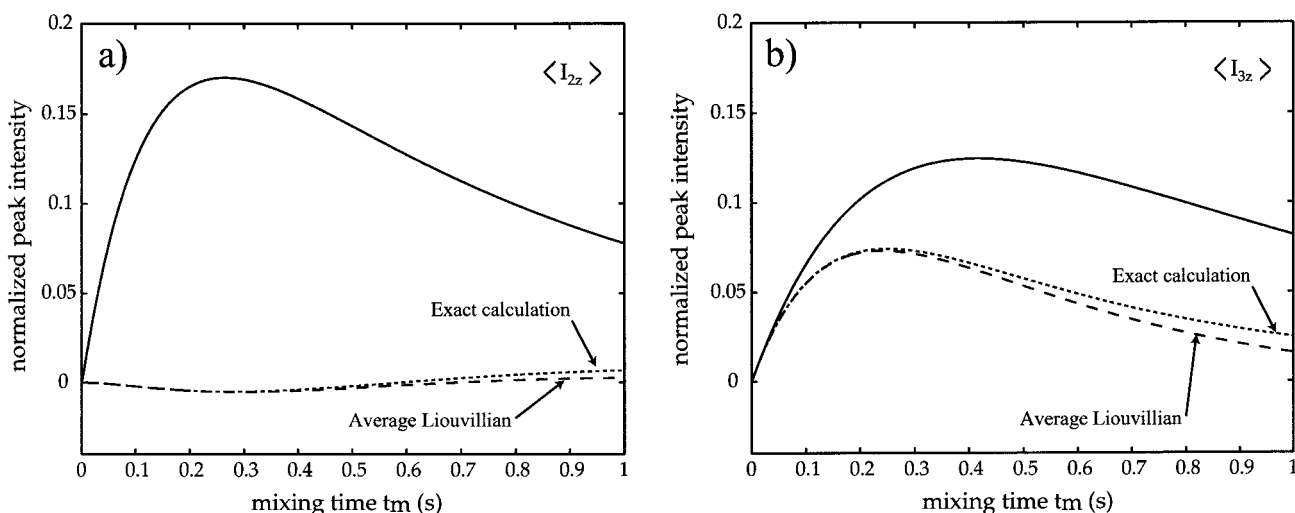 a)
⟨I2z⟩
normalized peak intensity
0.2
0.15
0.1
0.05
0
Exact calculation
Average Liouvillian
0 0.1 0.2 0.3 0.4 0.5 0.6 0.7 0.8 0.9 1
mixing time tm (s)
b)
⟨I3z⟩
normalized peak intensity
0.2
0.15
0.1
0.05
0
Exact calculation
Average Liouvillian
0 0.1 0.2 0.3 0.4 0.5 0.6 0.7 0.8 0.9 1
mixing time tm (s)